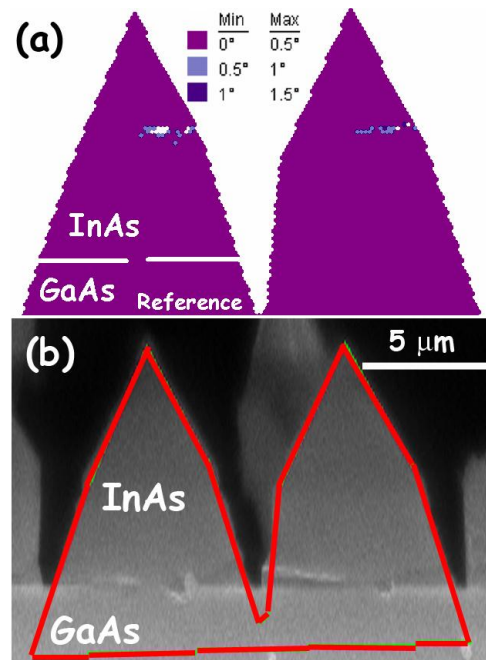 (a)
Min Max
0° 0.5°
0.5° 1°
1° 1.5°
InAs
GaAs
Reference
(b)
5 μm
InAs
GaAs